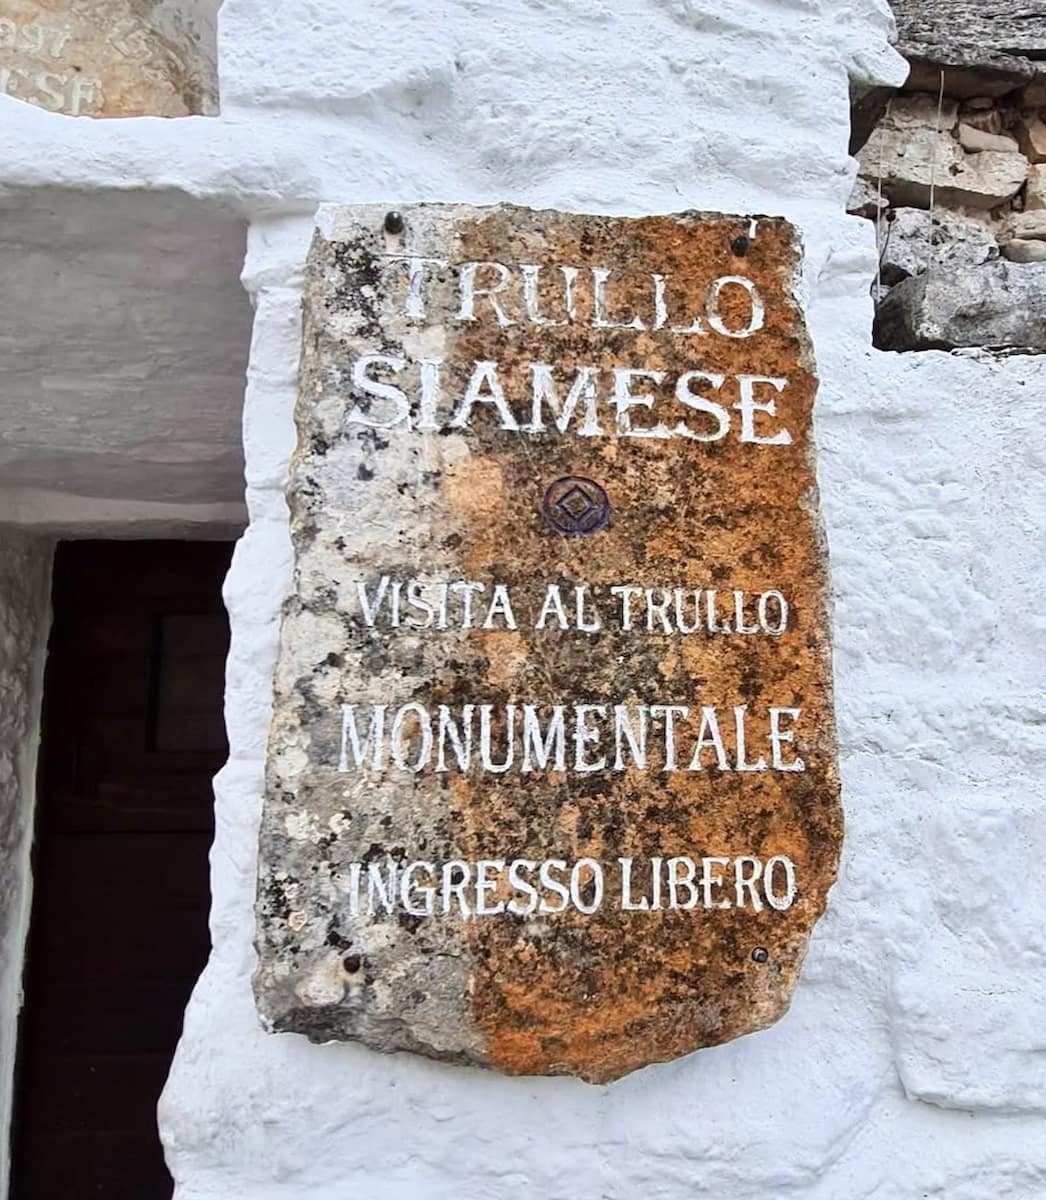 TRULLO
SIAMESE
VISITA AL TRULLO
MONUMENTALE
INGRESSO LIBERO